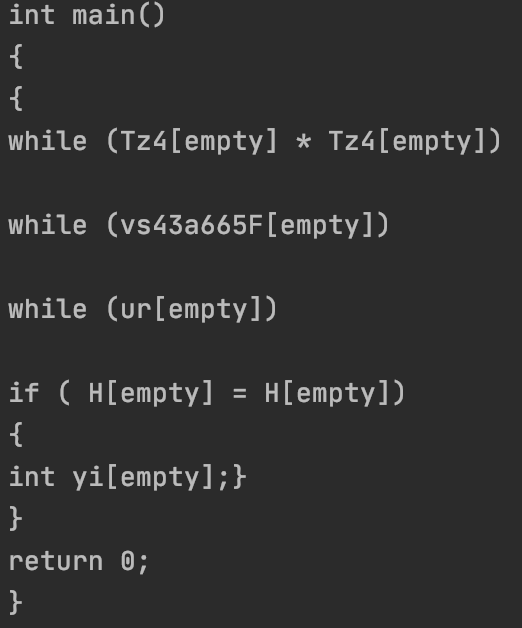 int main()
{
{
while (Tz4[empty] * Tz4[empty])
while (vs43a665F[empty])
while (ur[empty])
if ( H[empty] = H[empty])
{
int yi[empty];}
}
return 0;
}